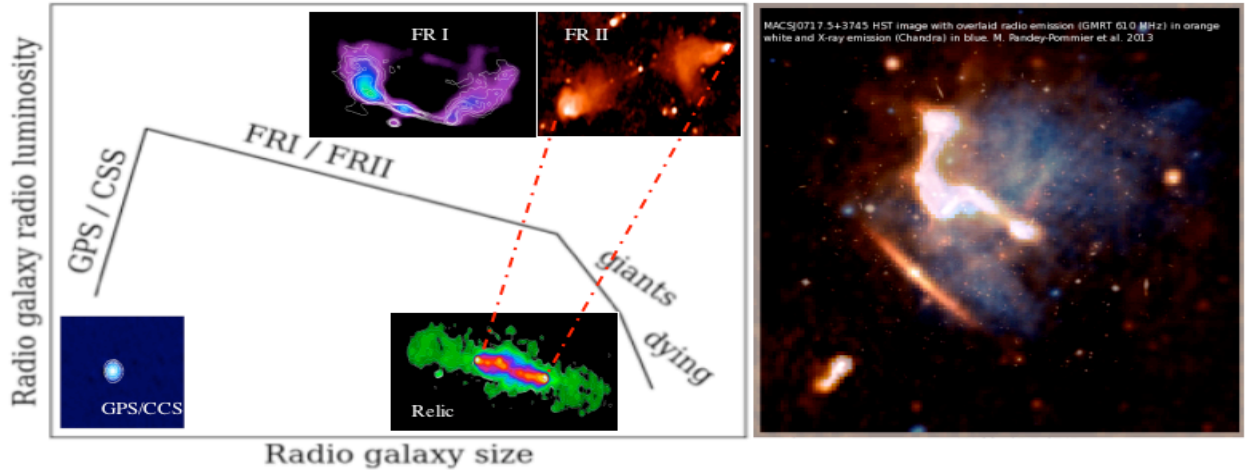 Radio galaxy radio luminosity
GPS / CSS
FRI / FRII
giants
dying
FR I
FR II
GPS/CCS
Relic
Radio galaxy size
MACSJ0717.5+3745 HST image with overlaid radio emission (GMRT 610 MHz) in orange
white and X-ray emission (Chandra) in blue. M. Pandey-Pommier et al. 2013